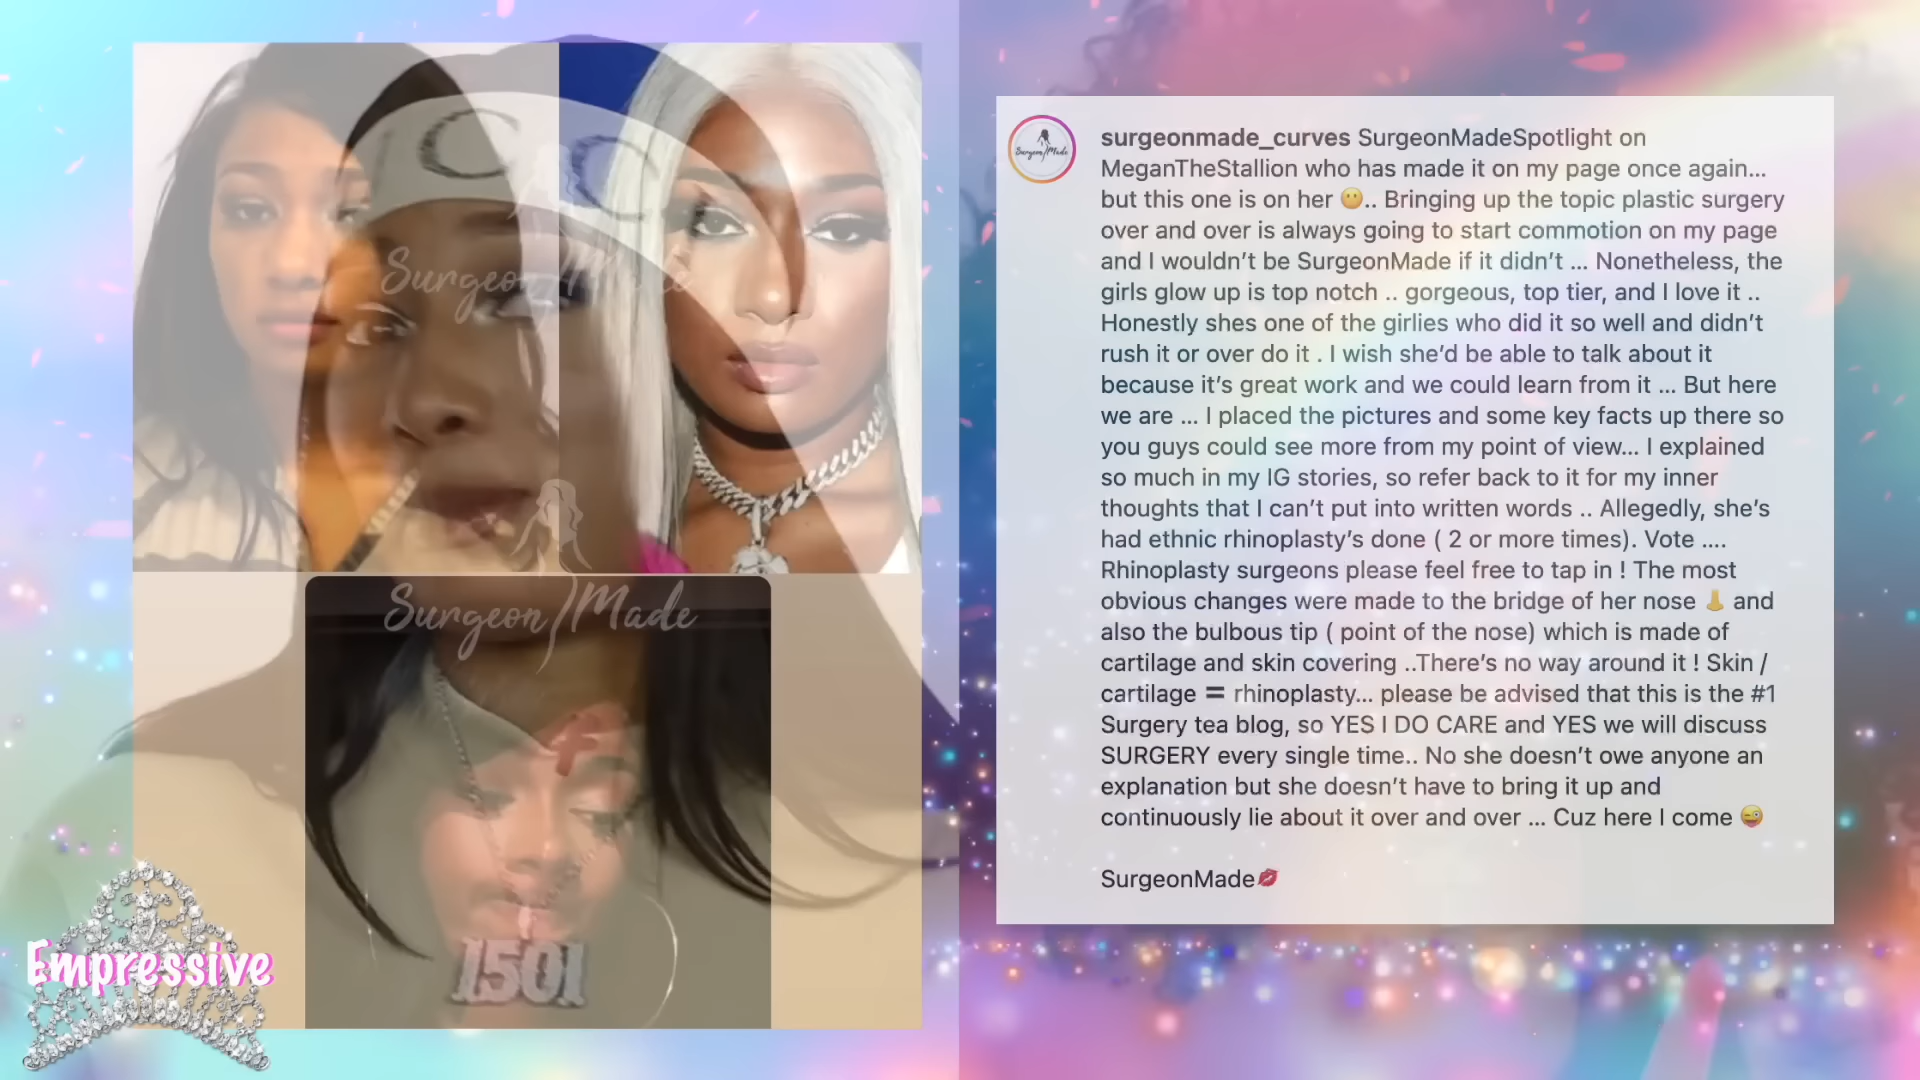 ICC
Surgeon Made
Surgeon Made
1501
Empressive
Surgeon Made
surgeonmade_curves SurgeonMadeSpotlight on
MeganTheStallion who has made it on my page once again...
but this one is on her 😶.. Bringing up the topic plastic surgery
over and over is always going to start commotion on my page
and I wouldn’t be SurgeonMade if it didn’t ... Nonetheless, the
girls glow up is top notch .. gorgeous, top tier, and I love it ..
Honestly shes one of the girlies who did it so well and didn’t
rush it or over do it . I wish she’d be able to talk about it
because it’s great work and we could learn from it ... But here
we are ... I placed the pictures and some key facts up there so
you guys could see more from my point of view... I explained
so much in my IG stories, so refer back to it for my inner
thoughts that I can’t put into written words .. Allegedly, she’s
had ethnic rhinoplasty’s done ( 2 or more times). Vote ....
Rhinoplasty surgeons please feel free to tap in ! The most
obvious changes were made to the bridge of her nose 👃 and
also the bulbous tip ( point of the nose) which is made of
cartilage and skin covering ..There’s no way around it ! Skin /
cartilage 🟰 rhinoplasty... please be advised that this is the #1
Surgery tea blog, so YES I DO CARE and YES we will discuss
SURGERY every single time.. No she doesn’t owe anyone an
explanation but she doesn’t have to bring it up and
continuously lie about it over and over ... Cuz here I come 😜
SurgeonMade💋